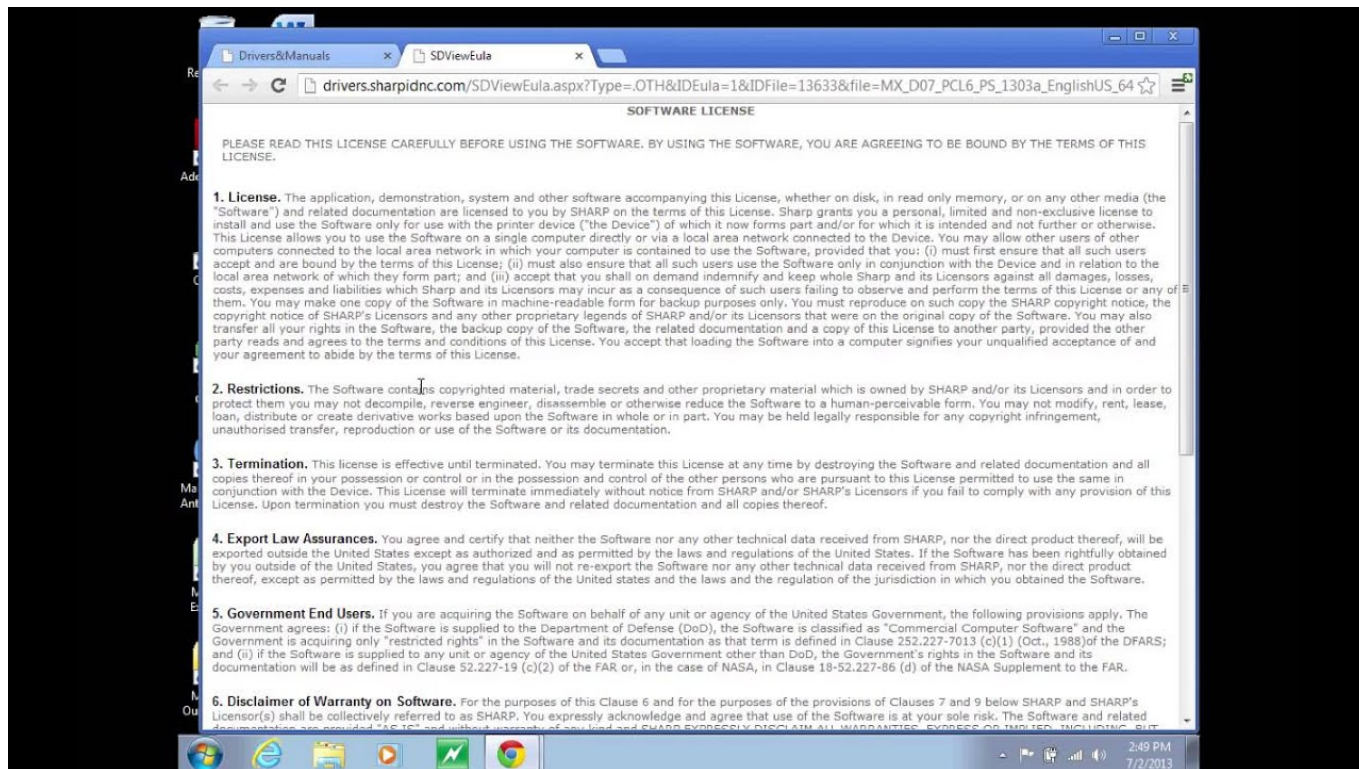 Drivers&Manuals
SDViewEula
drivers.sharpidnc.com/SDViewEula.aspx?Type=.OTH&IDEula=1&IDFile=13633&file=MX_D07_PCL6_PS_1303a_EnglishUS_64
SOFTWARE LICENSE
PLEASE READ THIS LICENSE CAREFULLY BEFORE USING THE SOFTWARE. BY USING THE SOFTWARE, YOU ARE AGREEING TO BE BOUND BY THE TERMS OF THIS
LICENSE.
1. License. The application, demonstration, system and other software accompanying this License, whether on disk, in read only memory, or on any other media (the
"Software") and related documentation are licensed to you by SHARP on the terms of this License. Sharp grants you a personal, limited and non-exclusive license to
install and use the Software only for use with the printer device ("the Device") of which it now forms part and/or for which it is intended and not further or otherwise.
This License allows you to use the Software on a single computer directly or via a local area network connected to the Device. You may allow other users of other
computers connected to the local area network in which your computer is contained to use the Software, provided that you: (i) must first ensure that all such users
accept and are bound by the terms of this License; (ii) must also ensure that all such users use the Software only in conjunction with the Device and in relation to the
local area network of which they form part; and (iii) accept that you shall on demand indemnify and keep whole Sharp and its Licensors against all damages, losses,
costs, expenses and liabilities which Sharp and its Licensors may incur as a consequence of such users failing to observe and perform the terms of this License or any of
them. You may make one copy of the Software in machine-readable form for backup purposes only. You must reproduce on such copy the SHARP copyright notice, the
copyright notice of SHARP's Licensors and any other proprietary legends of SHARP and/or its Licensors that were on the original copy of the Software. You may also
transfer all your rights in the Software, the backup copy of the Software, the related documentation and a copy of this License to another party, provided the other
party reads and agrees to the terms and conditions of this License. You accept that loading the Software into a computer signifies your unqualified acceptance of and
your agreement to abide by the terms of this License.
2. Restrictions. The Software contains copyrighted material, trade secrets and other proprietary material which is owned by SHARP and/or its Licensors and in order to
protect them you may not decompile, reverse engineer, disassemble or otherwise reduce the Software to a human-perceivable form. You may not modify, rent, lease,
loan, distribute or create derivative works based upon the Software in whole or in part. You may be held legally responsible for any copyright infringement,
unauthorised transfer, reproduction or use of the Software or its documentation.
3. Termination. This license is effective until terminated. You may terminate this License at any time by destroying the Software and related documentation and all
copies thereof in your possession or control or in the possession and control of the other persons who are pursuant to this License permitted to use the same in
conjunction with the Device. This License will terminate immediately without notice from SHARP and/or SHARP's Licensors if you fail to comply with any provision of this
License. Upon termination you must destroy the Software and related documentation and all copies thereof.
4. Export Law Assurances. You agree and certify that neither the Software nor any other technical data received from SHARP, nor the direct product thereof, will be
exported outside the United States except as authorized and as permitted by the laws and regulations of the United States. If the Software has been rightfully obtained
by you outside of the United States, you agree that you will not re-export the Software nor any other technical data received from SHARP, nor the direct product
thereof, except as permitted by the laws and regulations of the United states and the laws and the regulation of the jurisdiction in which you obtained the Software.
5. Government End Users. If you are acquiring the Software on behalf of any unit or agency of the United States Government, the following provisions apply. The
Government agrees: (i) if the Software is supplied to the Department of Defense (DoD), the Software is classified as "Commercial Computer Software" and the
Government is acquiring only "restricted rights" in the Software and its documentation as that term is defined in Clause 252.227-7013 (c)(1) (Oct., 1988)of the DFARS;
and (ii) if the Software is supplied to any unit or agency of the United States Government other than DoD, the Government's rights in the Software and its
documentation will be as defined in Clause 52.227-19 (c)(2) of the FAR or, in the case of NASA, in Clause 18-52.227-86 (d) of the NASA Supplement to the FAR.
6. Disclaimer of Warranty on Software. For the purposes of this Clause 6 and for the purposes of the provisions of Clauses 7 and 9 below SHARP and SHARP's
Licensor(s) shall be collectively referred to as SHARP. You expressly acknowledge and agree that use of the Software is at your sole risk. The Software and related
documentation are provided "AS IS" and without warranty of any kind and SHARP EXPRESSLY DISCLAIM ALL WARRANTIES, EXPRESS OR IMPLIED, INCLUDING, BUT
2:49 PM
7/2/2013